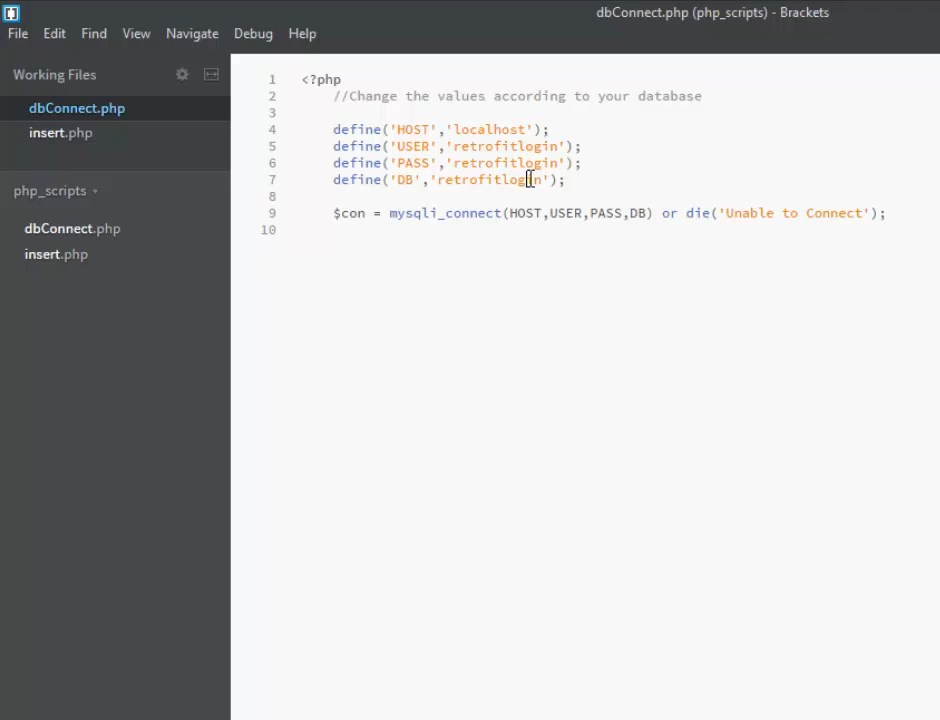 dbConnect.php (php_scripts) - Brackets
File Edit Find View Navigate Debug Help
Working Files
dbConnect.php
insert.php
php_scripts
dbConnect.php
insert.php
1 <?php
2 //Change the values according to your database
3
4 define('HOST','localhost');
5 define('USER','retrofitlogin');
6 define('PASS','retrofitlogin');
7 define('DB','retrofitlogin');
8
9 $con = mysqli_connect(HOST,USER,PASS,DB) or die('Unable to Connect');
10